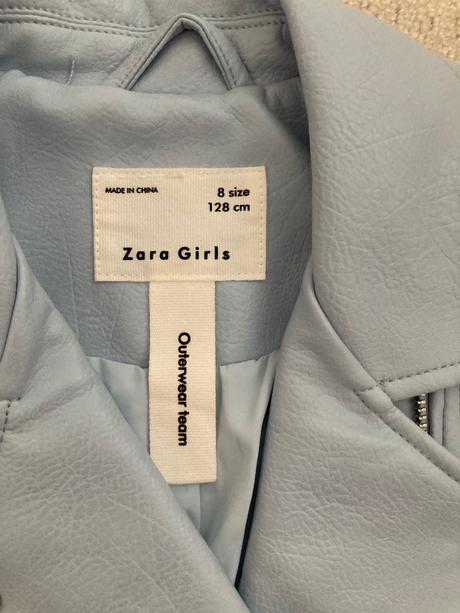 MADE IN CHINA
8 size
128 cm
Zara Girls
Outerwear team